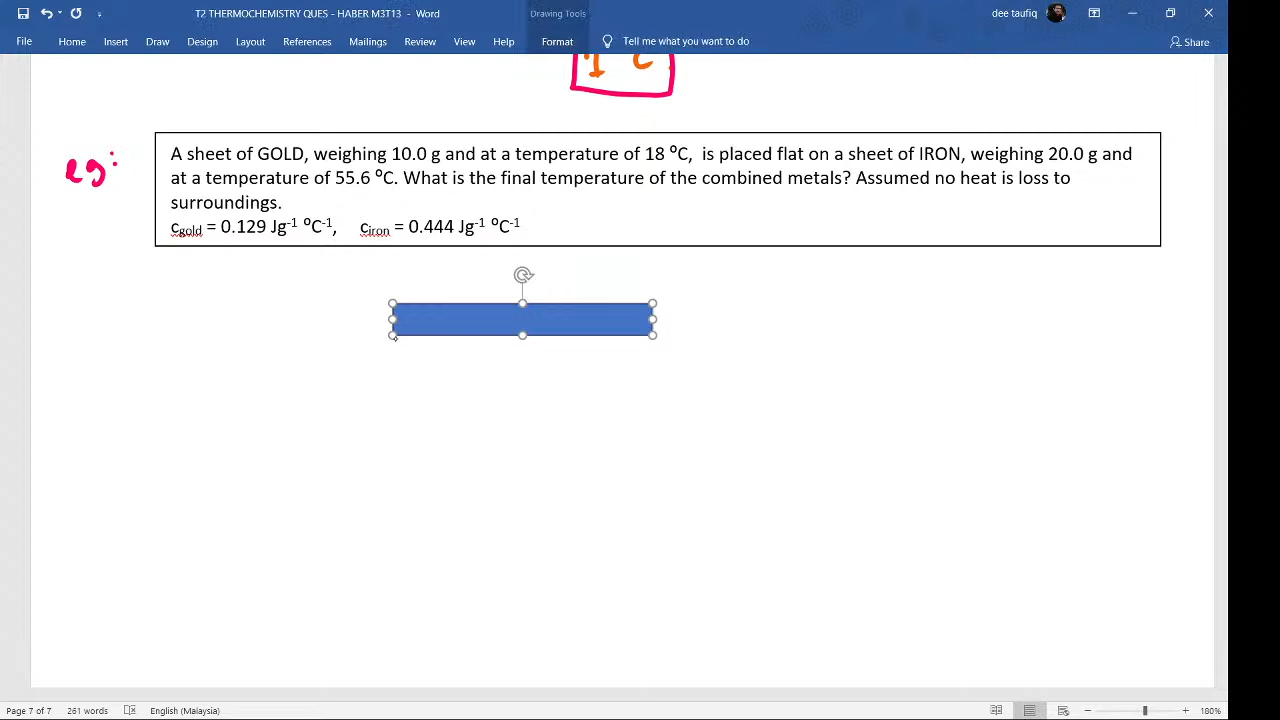 T2 THERMOCHEMISTRY QUES - HABER M3T13 - Word
Drawing Tools
dee taufiq
File Home Insert Draw Design Layout References Mailings Review View Help Format Tell me what you want to do Share
eg:
A sheet of GOLD, weighing 10.0 g and at a temperature of 18 ⁰C, is placed flat on a sheet of IRON, weighing 20.0 g and
at a temperature of 55.6 ⁰C. What is the final temperature of the combined metals? Assumed no heat is loss to
surroundings.
cgold = 0.129 Jg⁻¹ ⁰C⁻¹, ciron = 0.444 Jg⁻¹ ⁰C⁻¹
Page 7 of 7 261 words English (Malaysia) 180%